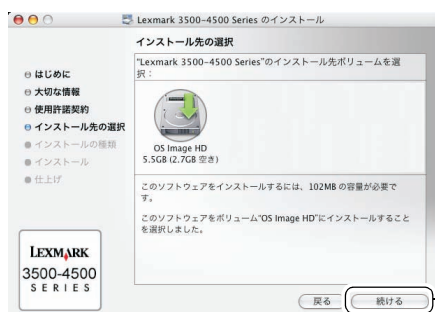 Lexmark 3500-4500 Series のインストール
インストール先の選択
はじめに
大切な情報
使用許諾契約
インストール先の選択
インストールの種類
インストール
仕上げ
"Lexmark 3500-4500 Series"のインストール先ボリュームを選
択：
OS Image HD
5.5GB (2.7GB 空き)
このソフトウェアをインストールするには、102MB の容量が必要で
す。
このソフトウェアをボリューム"OS Image HD"にインストールすること
を選択しました。
LEXMARK
3500-4500
SERIES
戻る
続ける